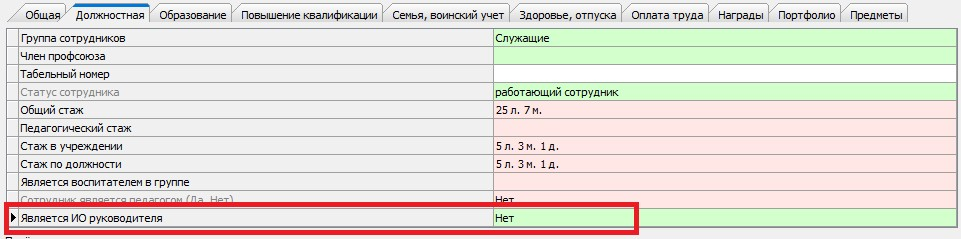 Общая Должностная Образование Повышение квалификации Семья, воинский учет Здоровье, отпуска Оплата труда Награды Портфолио Предметы
Группа сотрудников Служащие
Член профсоюза
Табельный номер
Статус сотрудника работающий сотрудник
Общий стаж 25 л. 7 м.
Педагогический стаж
Стаж в учреждении 5 л. 3 м. 1 д.
Стаж по должности 5 л. 3 м. 1 д.
Является воспитателем в группе
Сотрудник является педагогом (Да, Нет) Нет
Является ИО руководителя Нет